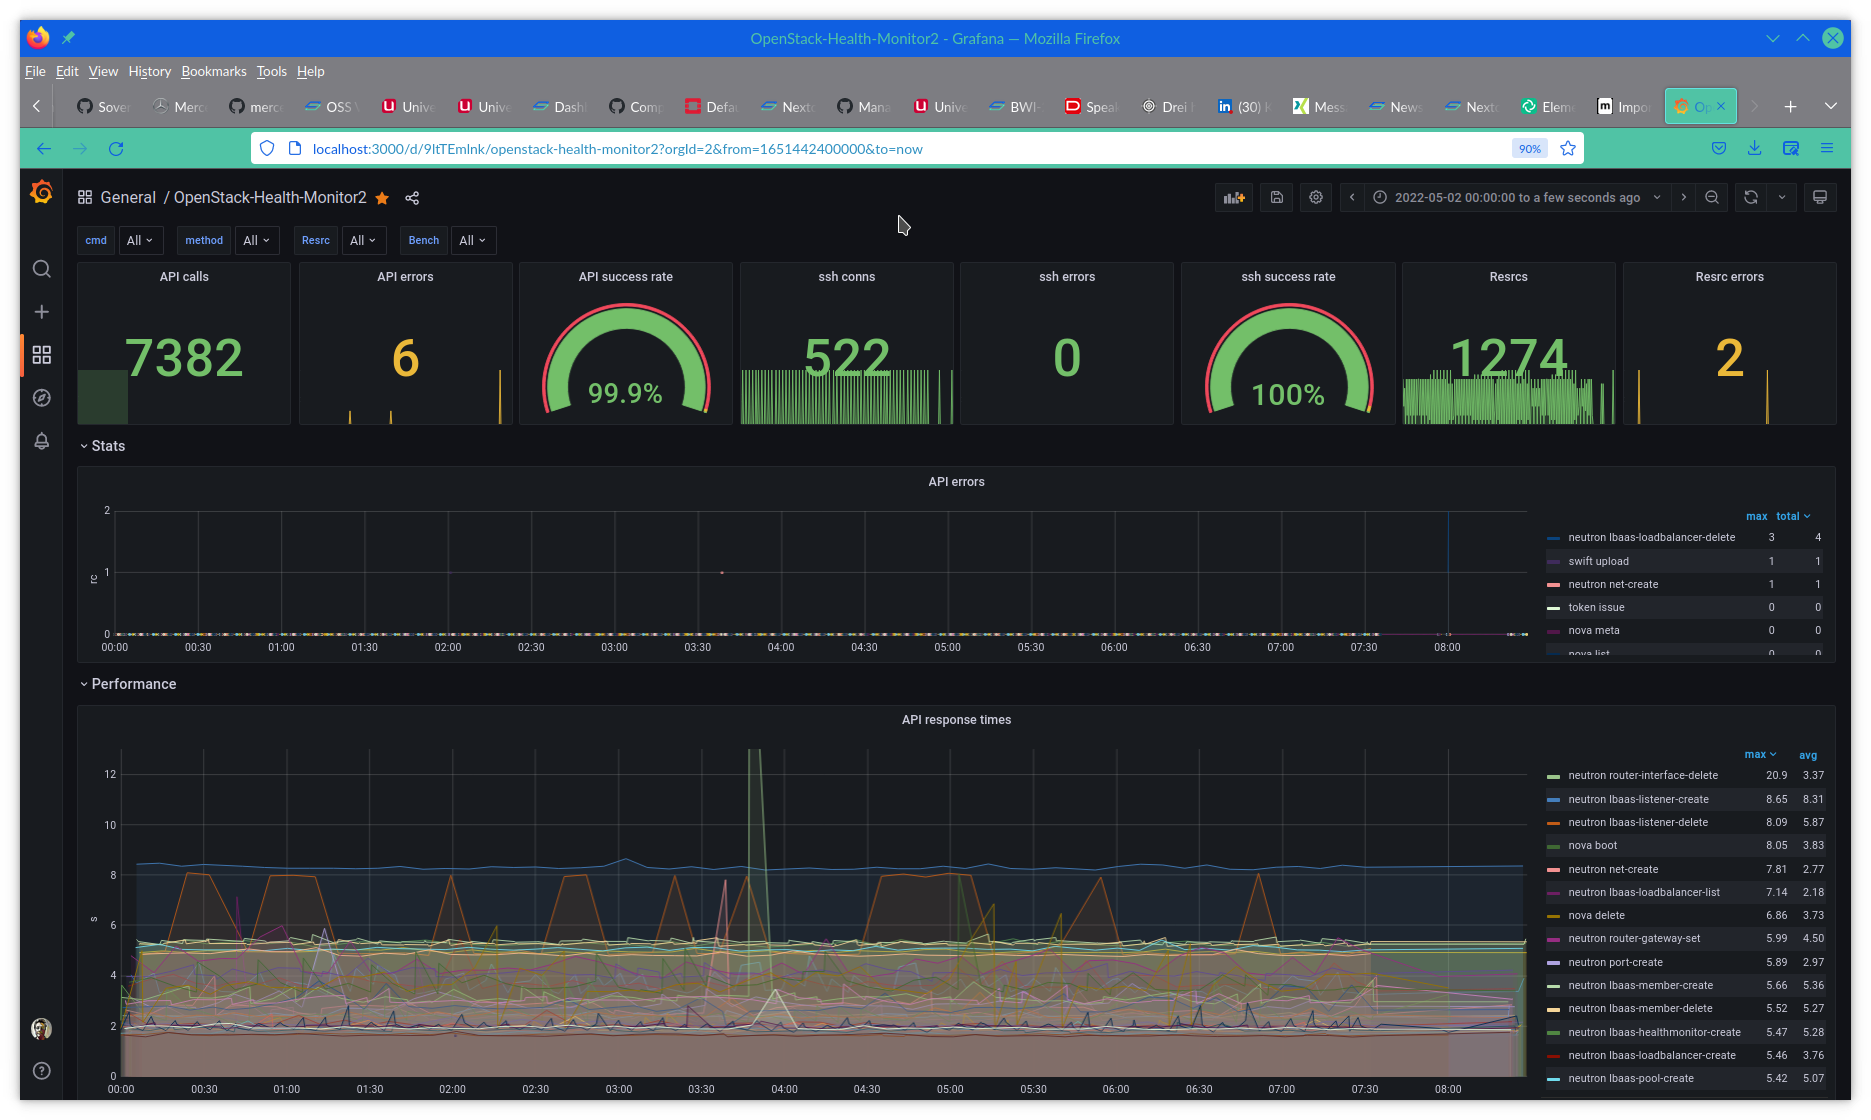 OpenStack-Health-Monitor2 - Grafana — Mozilla Firefox
File Edit View History Bookmarks Tools Help
Sover Merc merc OSS Unive Unive Dash Comp Defau Nexto Mana Unive BWI- Speak Drei (30) Mess News Nexto Eleme Impor Op
localhost:3000/d/9ItTEmlnk/openstack-health-monitor2?orgId=2&from=1651442400000&to=now 90%
General / OpenStack-Health-Monitor2 2022-05-02 00:00:00 to a few seconds ago
cmd All method All Resrc All Bench All
API calls API errors API success rate ssh conns ssh errors ssh success rate Resrcs Resrc errors
7382 6 99.9% 522 0 100% 1274 2
Stats
API errors
max total
neutron lbaas-loadbalancer-delete 3 4
swift upload 1 1
neutron net-create 1 1
token issue 0 0
nova meta 0 0
nova list 0 0
rc
2
1
0
00:00 00:30 01:00 01:30 02:00 02:30 03:00 03:30 04:00 04:30 05:00 05:30 06:00 06:30 07:00 07:30 08:00
Performance
API response times
max avg
neutron router-interface-delete 20.9 3.37
neutron lbaas-listener-create 8.65 8.31
neutron lbaas-listener-delete 8.09 5.87
nova boot 8.05 3.83
neutron net-create 7.81 2.77
neutron lbaas-loadbalancer-list 7.14 2.18
nova delete 6.86 3.73
neutron router-gateway-set 5.99 4.50
neutron port-create 5.89 2.97
neutron lbaas-member-create 5.66 5.36
neutron lbaas-member-delete 5.52 5.27
neutron lbaas-healthmonitor-create 5.47 5.28
neutron lbaas-loadbalancer-create 5.46 3.76
neutron lbaas-pool-create 5.42 5.07
s
12
10
8
6
4
2
0
00:00 00:30 01:00 01:30 02:00 02:30 03:00 03:30 04:00 04:30 05:00 05:30 06:00 06:30 07:00 07:30 08:00